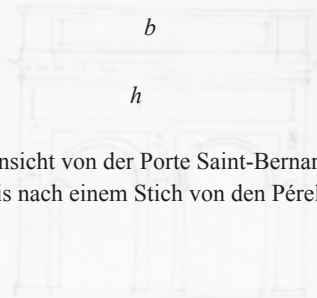 b
h
nsicht von der Porte Saint-Bernar
is nach einem Stich von den Pérel